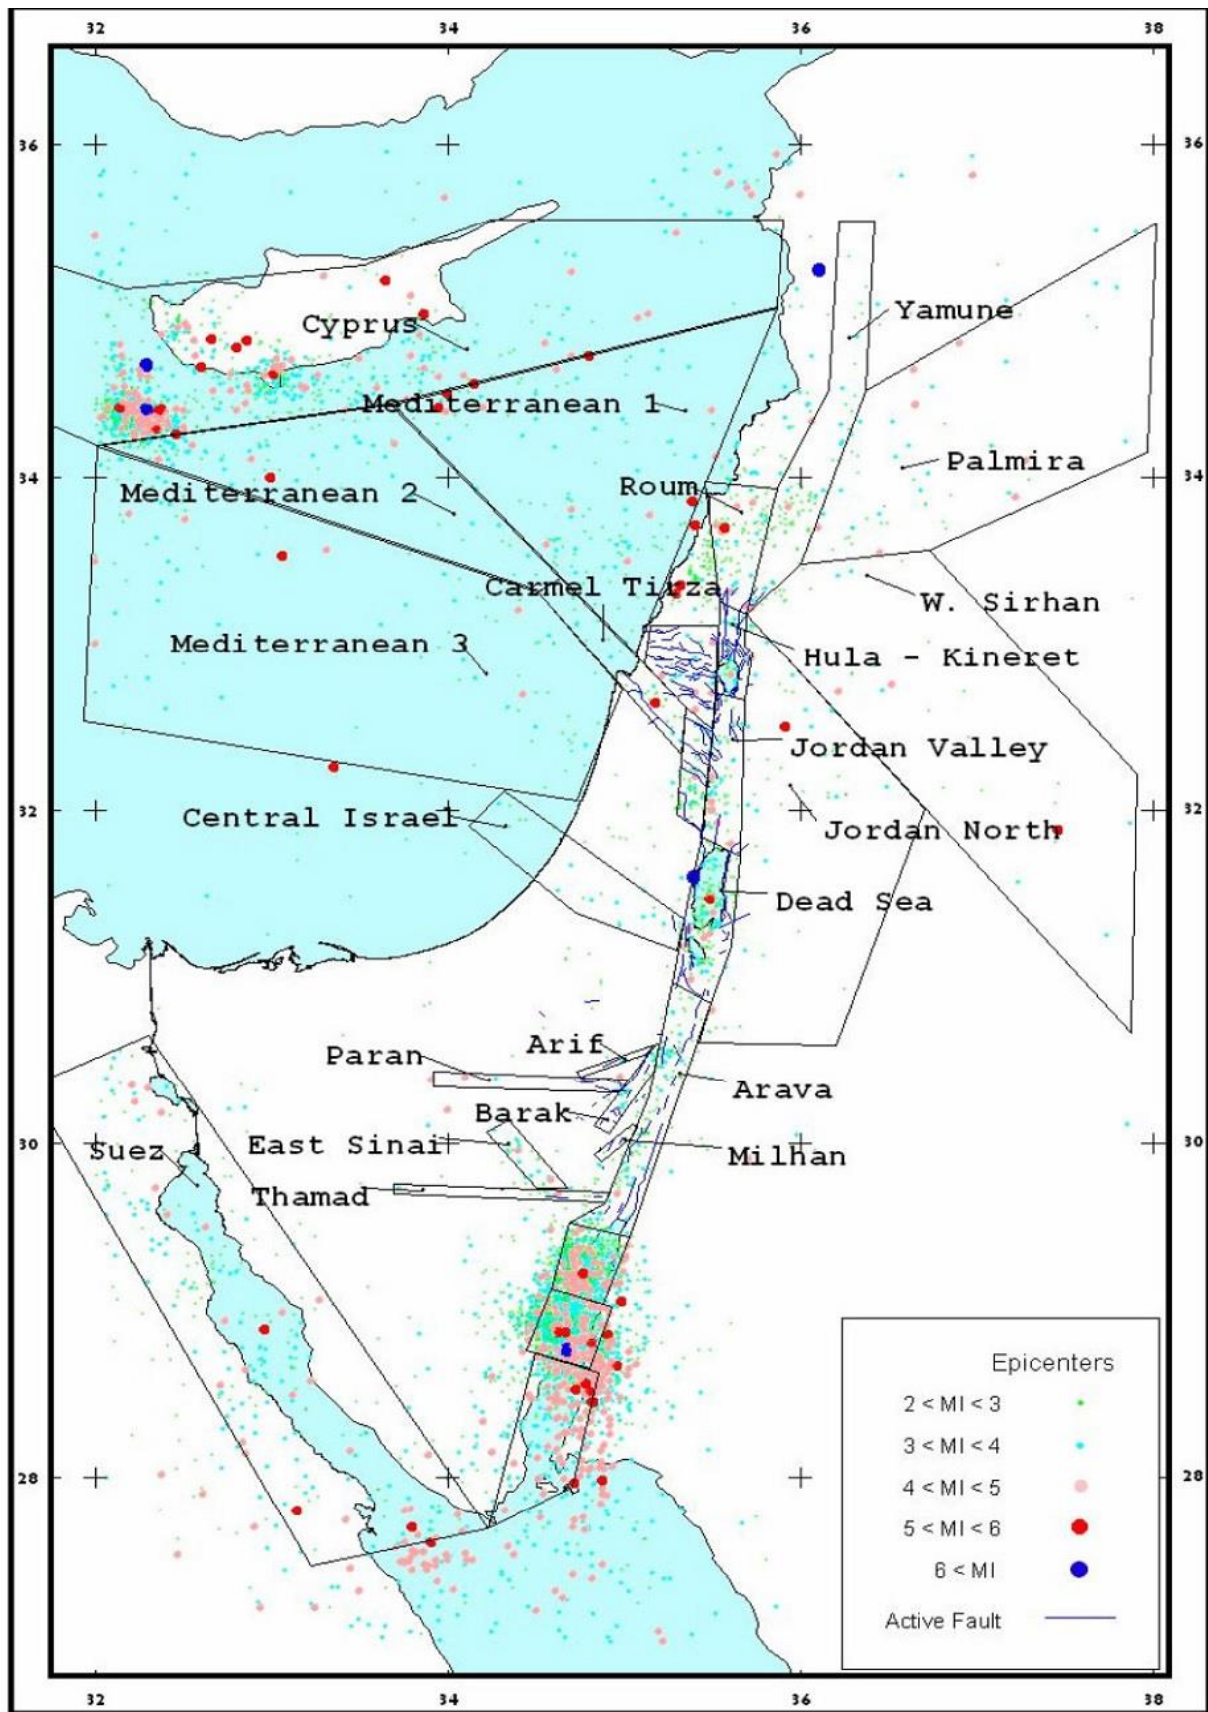 32 34 36 38
36 36
Yamune
Cyprus
Mediterranean 1
34 34
Palmira
Roum
Mediterranean 2
Carmel Tirza
W. Sirhan
Mediterranean 3
Hula - Kineret
Jordan Valley
32 32
Central Israel
Jordan North
Dead Sea
Arif
Paran
Arava
Barak
30 30
East Sinai
Suez
Milhan
Thamad
Epicenters
2 < Ml < 3
3 < Ml < 4
28 28
4 < Ml < 5
5 < Ml < 6
6 < Ml
Active Fault
32 34 36 38